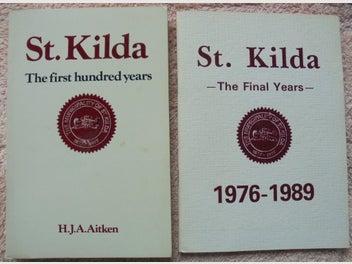 St. Kilda
The first hundred years
H.J.A. Aitken
St. Kilda
—The Final Years—
1976-1989